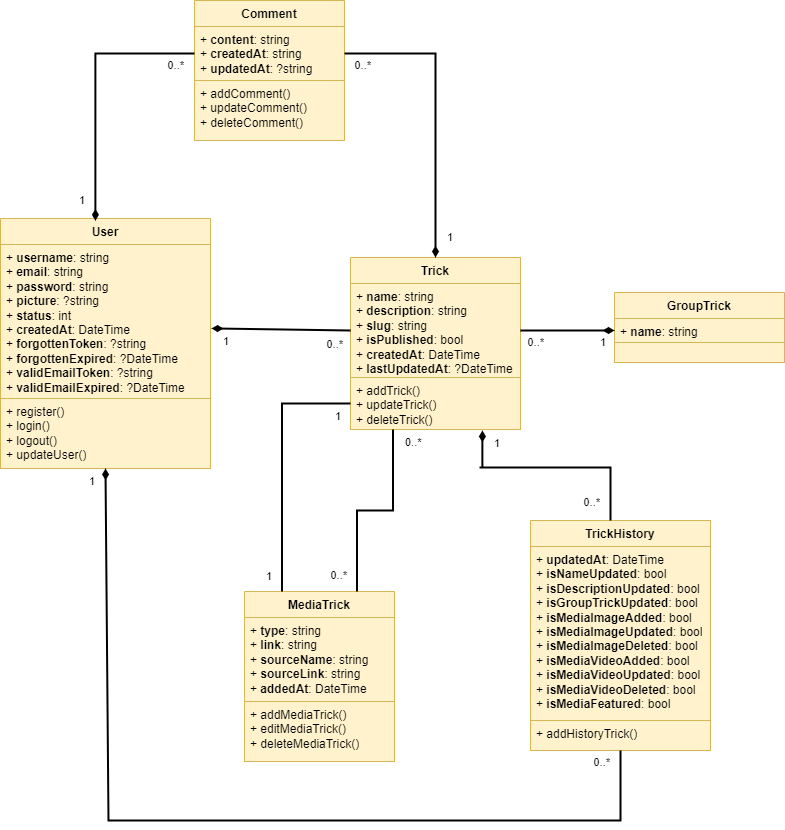 Comment
+ content: string
+ createdAt: string
+ updatedAt: ?string
+ addComment()
+ updateComment()
+ deleteComment()
0..*
0..*
1
1
User
+ username: string
+ email: string
+ password: string
+ picture: ?string
+ status: int
+ createdAt: DateTime
+ forgottenToken: ?string
+ forgottenExpired: ?DateTime
+ validEmailToken: ?string
+ validEmailExpired: ?DateTime
+ register()
+ login()
+ logout()
+ updateUser()
1
0..*
Trick
+ name: string
+ description: string
+ slug: string
+ isPublished: bool
+ createdAt: DateTime
+ lastUpdatedAt: ?DateTime
+ addTrick()
+ updateTrick()
+ deleteTrick()
0..*
1
GroupTrick
+ name: string
1
0..*
1
1
1
0..*
0..*
MediaTrick
+ type: string
+ link: string
+ sourceName: string
+ sourceLink: string
+ addedAt: DateTime
+ addMediaTrick()
+ editMediaTrick()
+ deleteMediaTrick()
TrickHistory
+ updatedAt: DateTime
+ isNameUpdated: bool
+ isDescriptionUpdated: bool
+ isGroupTrickUpdated: bool
+ isMediaImageAdded: bool
+ isMediaImageUpdated: bool
+ isMediaImageDeleted: bool
+ isMediaVideoAdded: bool
+ isMediaVideoUpdated: bool
+ isMediaVideoDeleted: bool
+ isMediaFeatured: bool
+ addHistoryTrick()
0..*